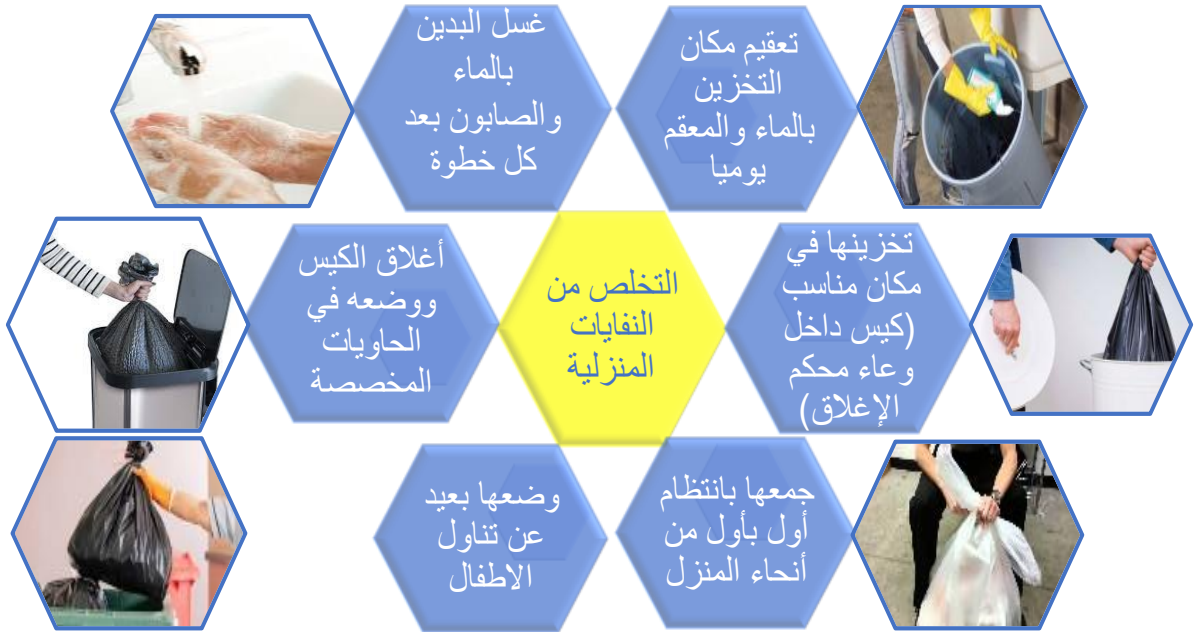 تعقيم مكان
التخزين
بالماء والمعقم
يوميا
غسل البدين
بالماء
والصابون بعد
كل خطوة
تخزينها في
مكان مناسب
(كيس داخل
وعاء محكم
الإغلاق)
التخلص من
النفايات
المنزلية
أغلاق الكيس
ووضعه في
الحاويات
المخصصة
جمعها بانتظام
أول بأول من
أنحاء المنزل
وضعها بعيد
عن تناول
الاطفال